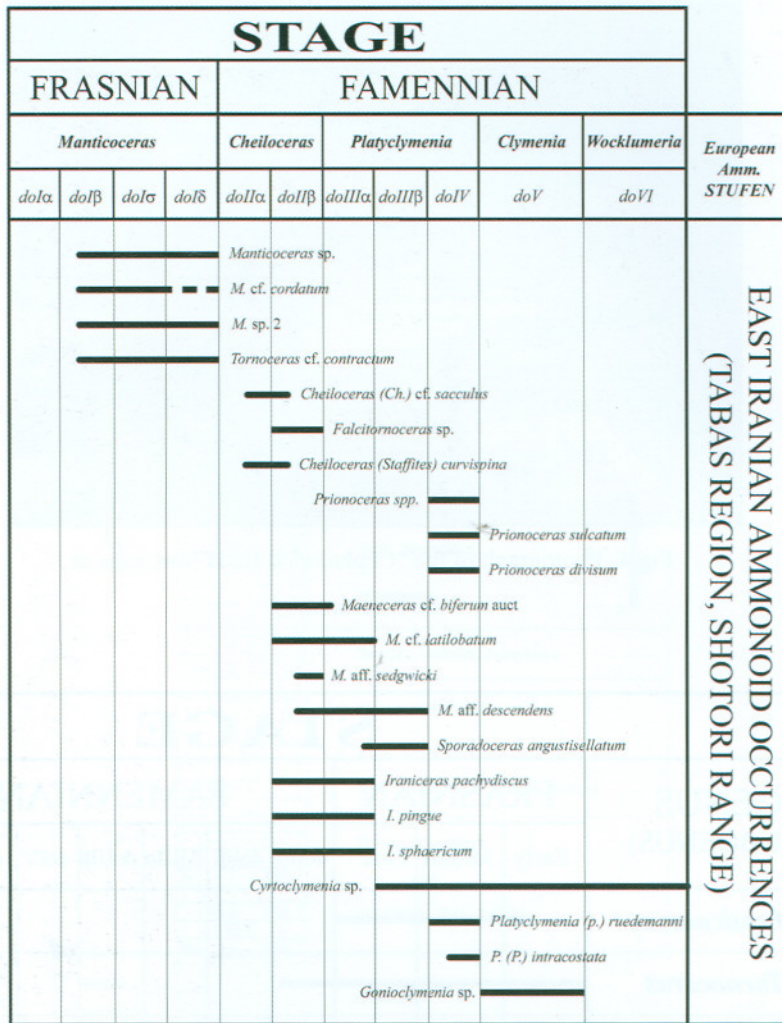 STAGE
FRASNIAN FAMENNIAN
Manticoceras Cheiloceras Platyclymenia Clymenia Wocklumeria European
Amm.
STUFEN
doIα doIβ doIσ doIδ doIIα doIIβ doIIIα doIIIβ doIV doV doVI
Manticoceras sp.
M. cf. cordatum
M. sp. 2
Tornoceras cf. contractum
Cheiloceras (Ch.) cf. sacculus
Falcitornoceras sp.
Cheiloceras (Staffites) curvispina
Prionoceras spp.
Prionoceras sulcatum
Prionoceras divisum
Maeneceras cf. biferum auct
M. cf. latilobatum
M. aff. sedgwicki
M. aff. descendens
Sporadoceras angustisellatum
Iraniceras pachydiscus
I. pingue
I. sphaericum
Cyrtoclymenia sp.
Platyclymenia (p.) ruedemanni
P. (P.) intracostata
Gonioclymenia sp.
EAST IRANIAN AMMONOID OCCURRENCES
(TABAS REGION, SHOTORI RANGE)